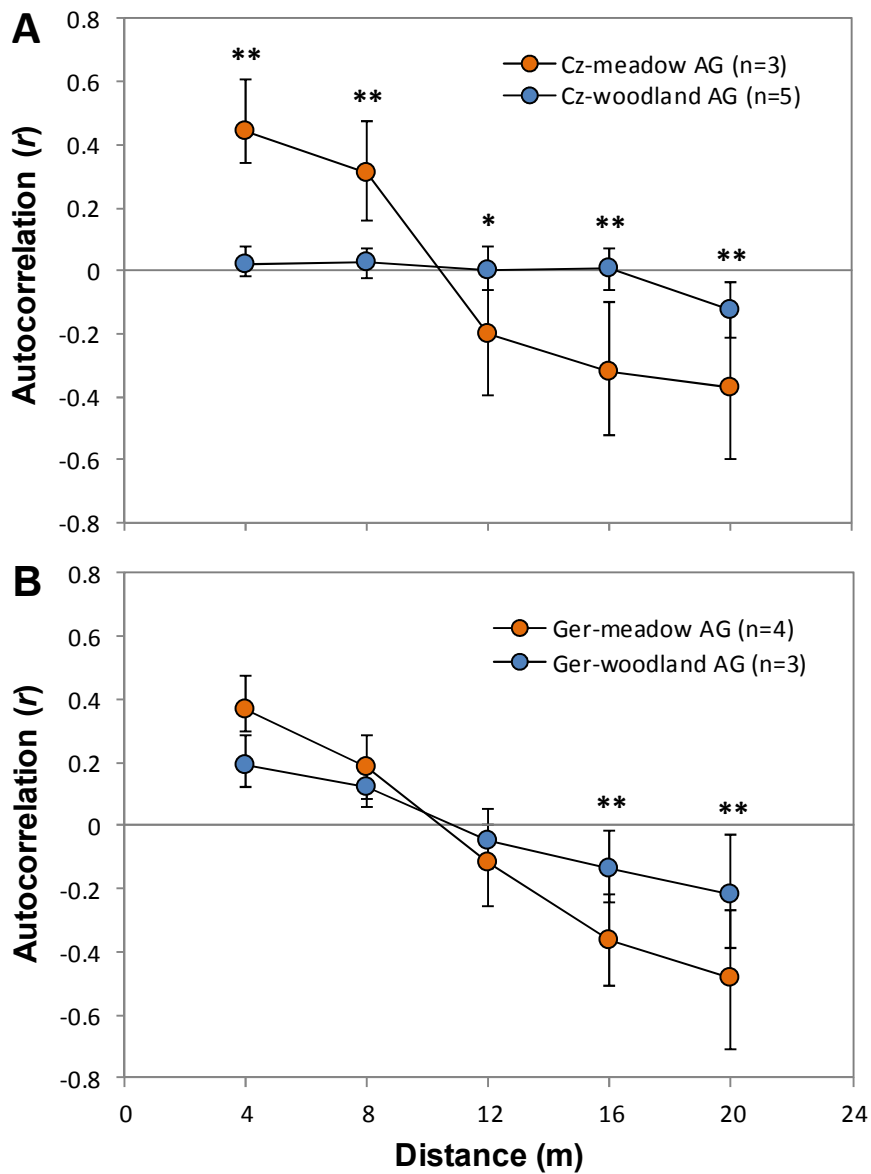 A
0.8
0.6
0.4
0.2
0
-0.2
-0.4
-0.6
-0.8
Autocorrelation (r)
Cz-meadow AG (n=3)
Cz-woodland AG (n=5)
**
**
*
**
**
B
0.8
0.6
0.4
0.2
0
-0.2
-0.4
-0.6
-0.8
Autocorrelation (r)
Ger-meadow AG (n=4)
Ger-woodland AG (n=3)
**
**
0 4 8 12 16 20 24
Distance (m)